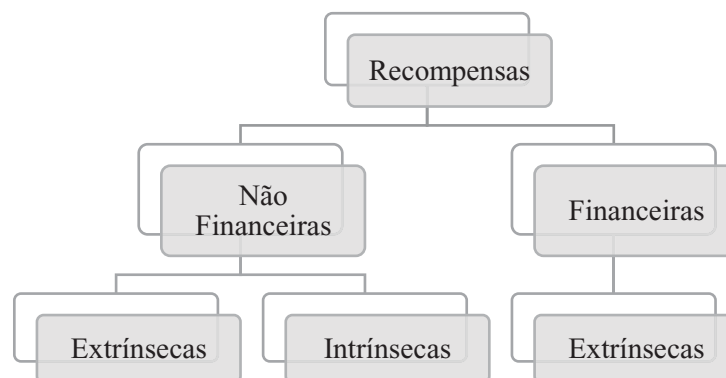 Recompensas
Não
Financeiras
Financeiras
Extrínsecas
Intrínsecas
Extrínsecas